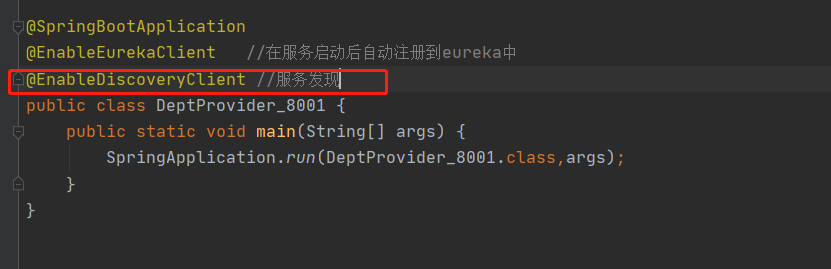 @SpringBootApplication
@EnableEurekaClient //在服务启动后自动注册到eureka中
@EnableDiscoveryClient //服务发现
public class DeptProvider_8001 {
public static void main(String[] args) {
SpringApplication.run(DeptProvider_8001.class,args);
}
}